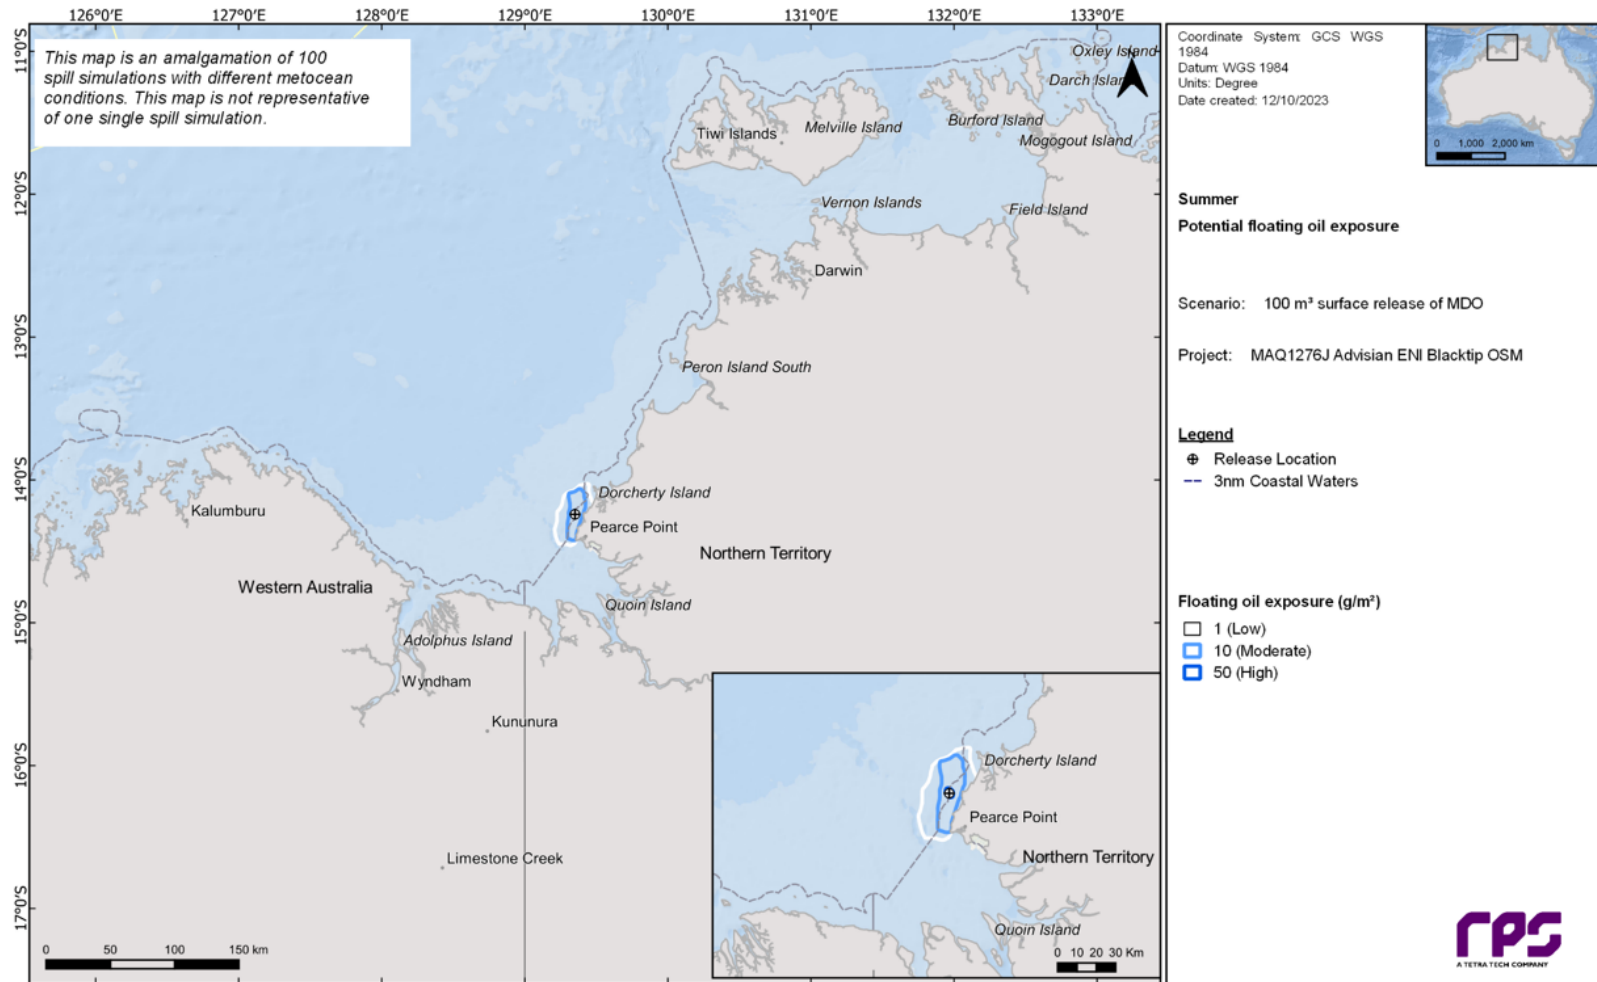 126°0'E 127°0'E 128°0'E 129°0'E 130°0'E 131°0'E 132°0'E 133°0'E
11°0'S
12°0'S
13°0'S
14°0'S
15°0'S
16°0'S
17°0'S
This map is an amalgamation of 100
spill simulations with different metocean
conditions. This map is not representative
of one single spill simulation.
Oxley Island
Darch Island
Tiwi Islands
Melville Island
Burford Island
Mogogout Island
Vernon Islands
Field Island
Darwin
Peron Island South
Dorcherty Island
Kalumburu
Pearce Point
Northern Territory
Western Australia
Quoin Island
Adolphus Island
Wyndham
Kununura
Limestone Creek
0 50 100 150 km
Dorcherty Island
Pearce Point
Northern Territory
Quoin Island
0 10 20 30 Km
Coordinate System: GCS WGS
1984
Datum: WGS 1984
Units: Degree
Date created: 12/10/2023
0 1,000 2,000 km
Summer
Potential floating oil exposure
Scenario: 100 m³ surface release of MDO
Project: MAQ1276J Advisian ENI Blacktip OSM
Legend
Release Location
3nm Coastal Waters
Floating oil exposure (g/m²)
1 (Low)
10 (Moderate)
50 (High)
rps
A TETRA TECH COMPANY